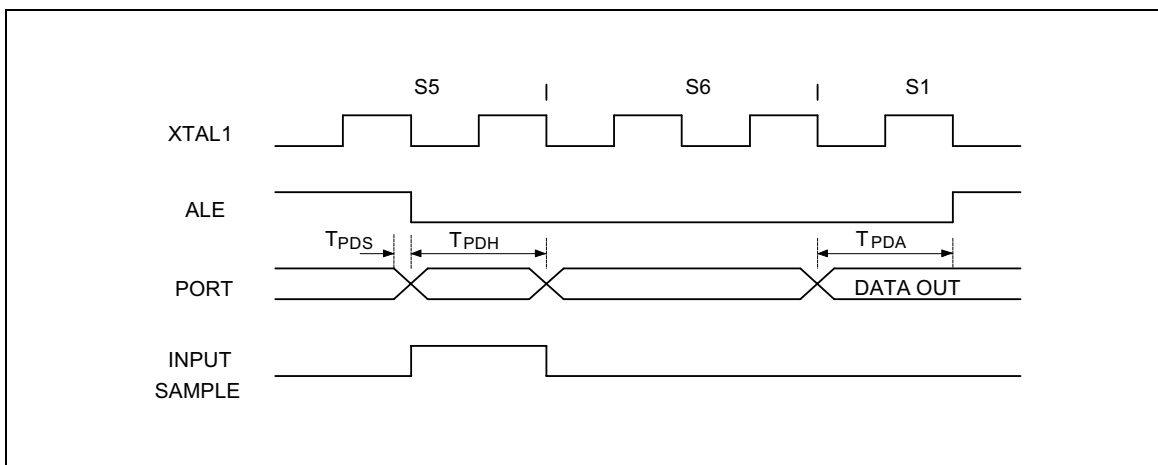 S5 S6 S1
XTAL1
ALE
TPDS TPDH TPDA
PORT DATA OUT
INPUT
SAMPLE